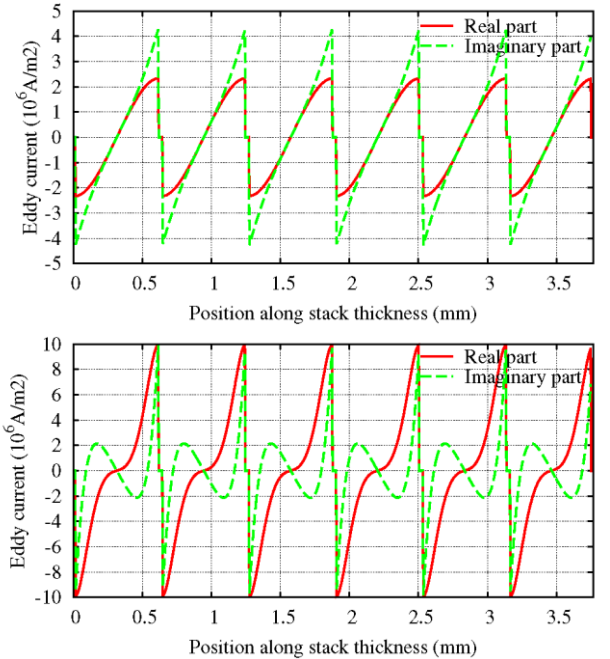 Eddy current (10^6 A/m2)
5
4
3
2
1
0
-1
-2
-3
-4
-5
Real part
Imaginary part
0 0.5 1 1.5 2 2.5 3 3.5
Position along stack thickness (mm)
Eddy current (10^6 A/m2)
10
8
6
4
2
0
-2
-4
-6
-8
-10
Real part
Imaginary part
0 0.5 1 1.5 2 2.5 3 3.5
Position along stack thickness (mm)